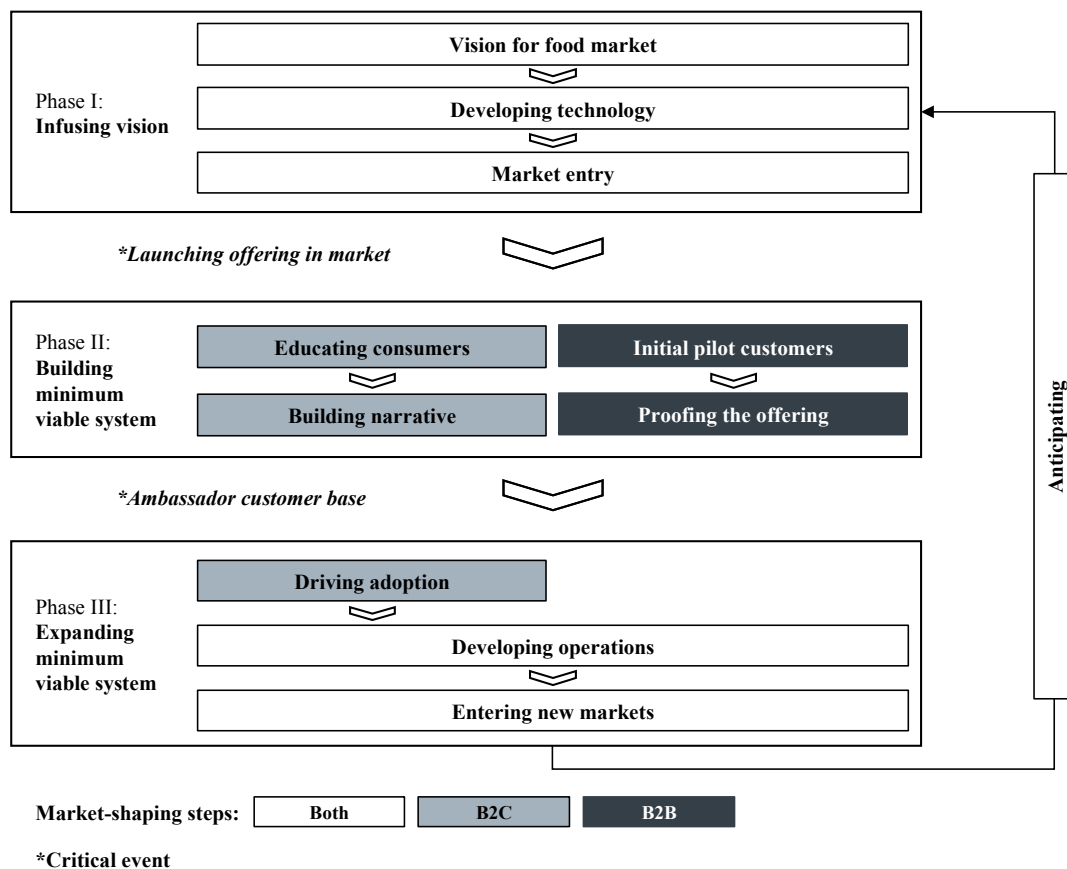 Vision for food market
Phase I:
Infusing vision
Developing technology
Market entry
*Launching offering in market
Phase II:
Building
minimum
viable system
Educating consumers
Initial pilot customers
Building narrative
Proofing the offering
*Ambassador customer base
Phase III:
Expanding
minimum
viable system
Driving adoption
Developing operations
Entering new markets
Anticipating
Market-shaping steps:
Both
B2C
B2B
*Critical event